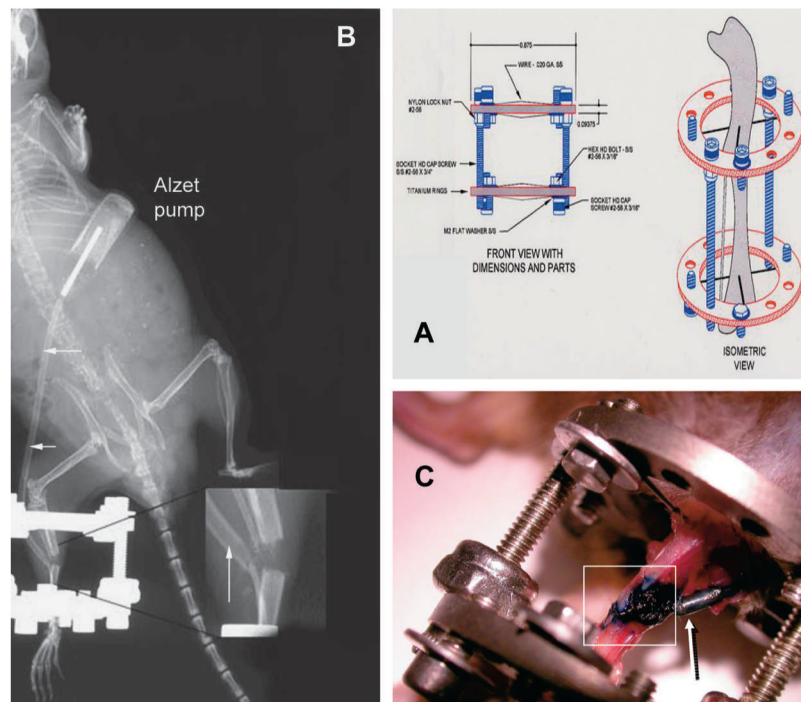 B
Alzet
pump
0.875
WIRE - .020 GA. SS
NYLON LOCK NUT
#2-56
0.09375
SOCKET HD CAP SCREW
S/S #2-56 X 3/4"
HEX HD BOLT - S/S
#2-56 X 3/16"
TITANIUM RINGS
SOCKET HD CAP
SCREW #2-56 X 3/16"
M2 FLAT WASHER S/S
FRONT VIEW WITH
DIMENSIONS AND PARTS
A
ISOMETRIC
VIEW
C